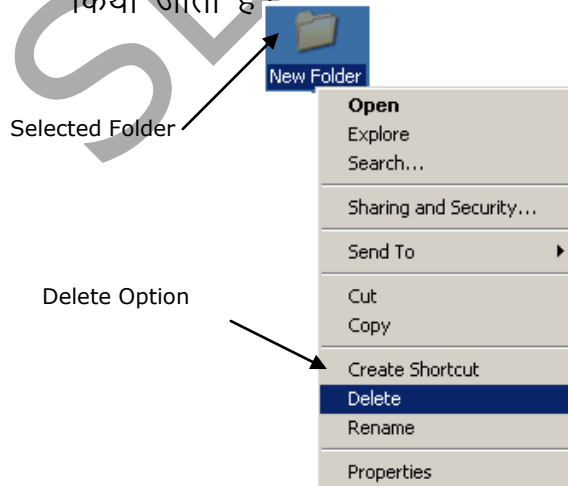 किया जाता है
New Folder
Selected Folder
Open
Explore
Search...
Sharing and Security...
Send To
Delete Option
Cut
Copy
Create Shortcut
Delete
Rename
Properties